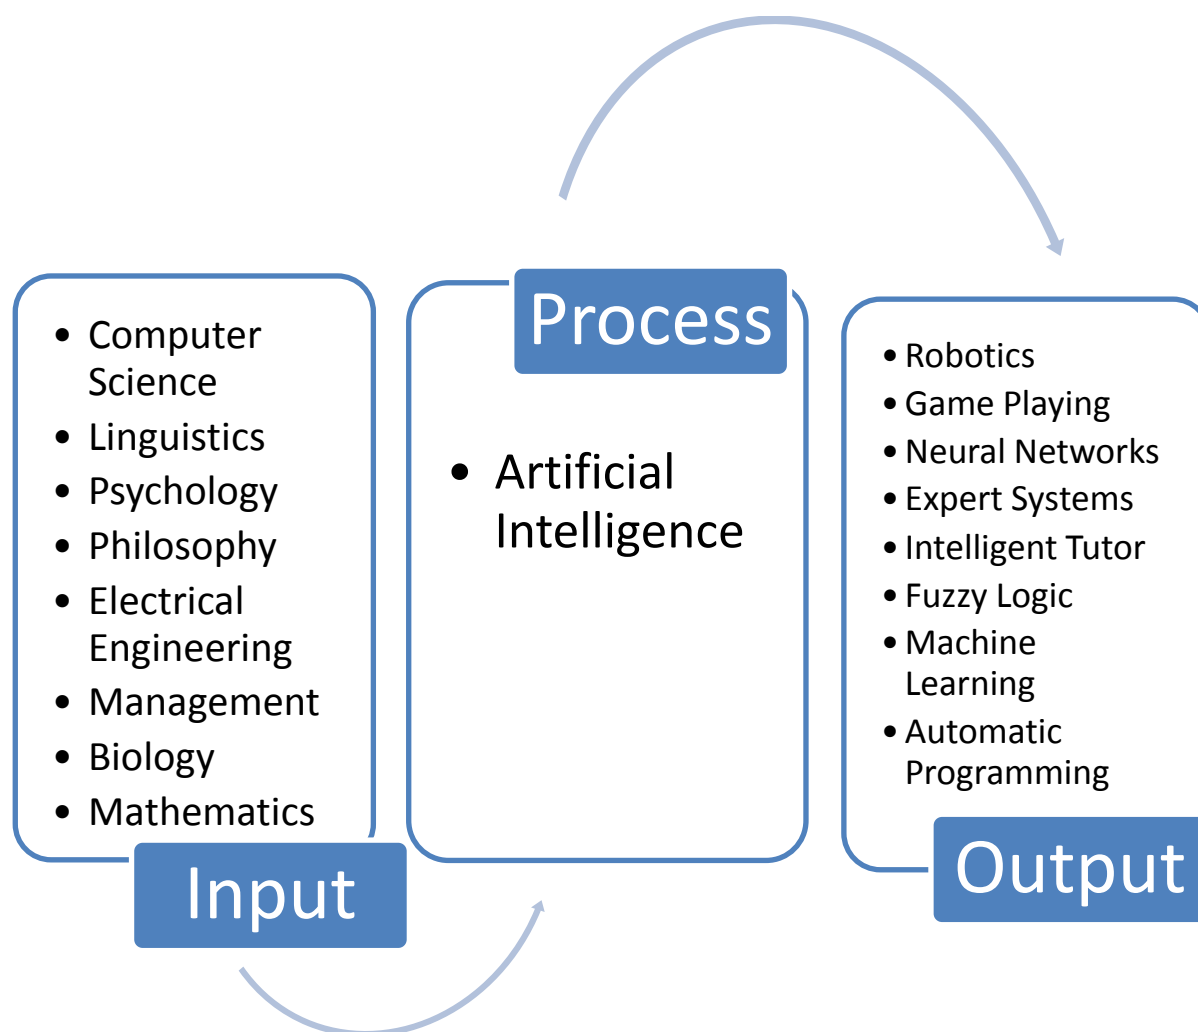 • Computer
Science
• Linguistics
• Psychology
• Philosophy
• Electrical
Engineering
• Management
• Biology
• Mathematics
Input
Process
• Artificial
Intelligence
• Robotics
• Game Playing
• Neural Networks
• Expert Systems
• Intelligent Tutor
• Fuzzy Logic
• Machine
Learning
• Automatic
Programming
Output